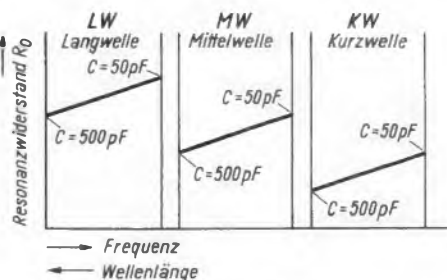 LW MW KW
Langwelle Mittelwelle Kurzwelle
Resonanzwiderstand R₀
C=50pF
C=500pF
C=50pF
C=500pF
C=50pF
C=500pF
Frequenz
Wellenlänge